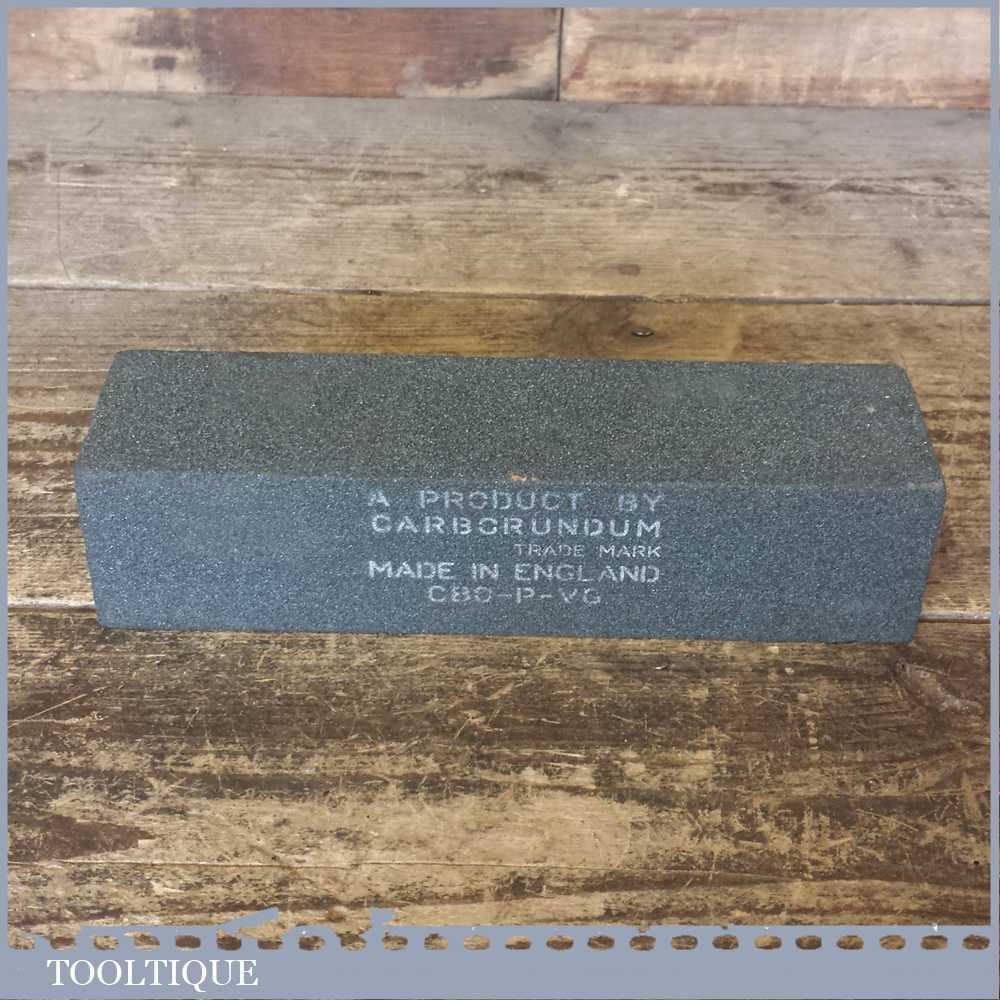 A PRODUCT BY
CARBORUNDUM
TRADE MARK
MADE IN ENGLAND
C80-P-VG
TOOLTIQUE